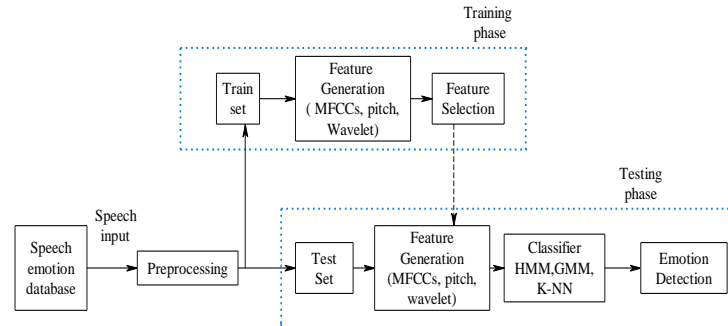 Training
phase
Train
set
Feature
Generation
( MFCCs, pitch,
Wavelet)
Feature
Selection
Testing
phase
Speech
input
Speech
emotion
database
Preprocessing
Test
Set
Feature
Generation
(MFCCs, pitch,
wavelet)
Classifier
HMM,GMM,
K-NN
Emotion
Detection